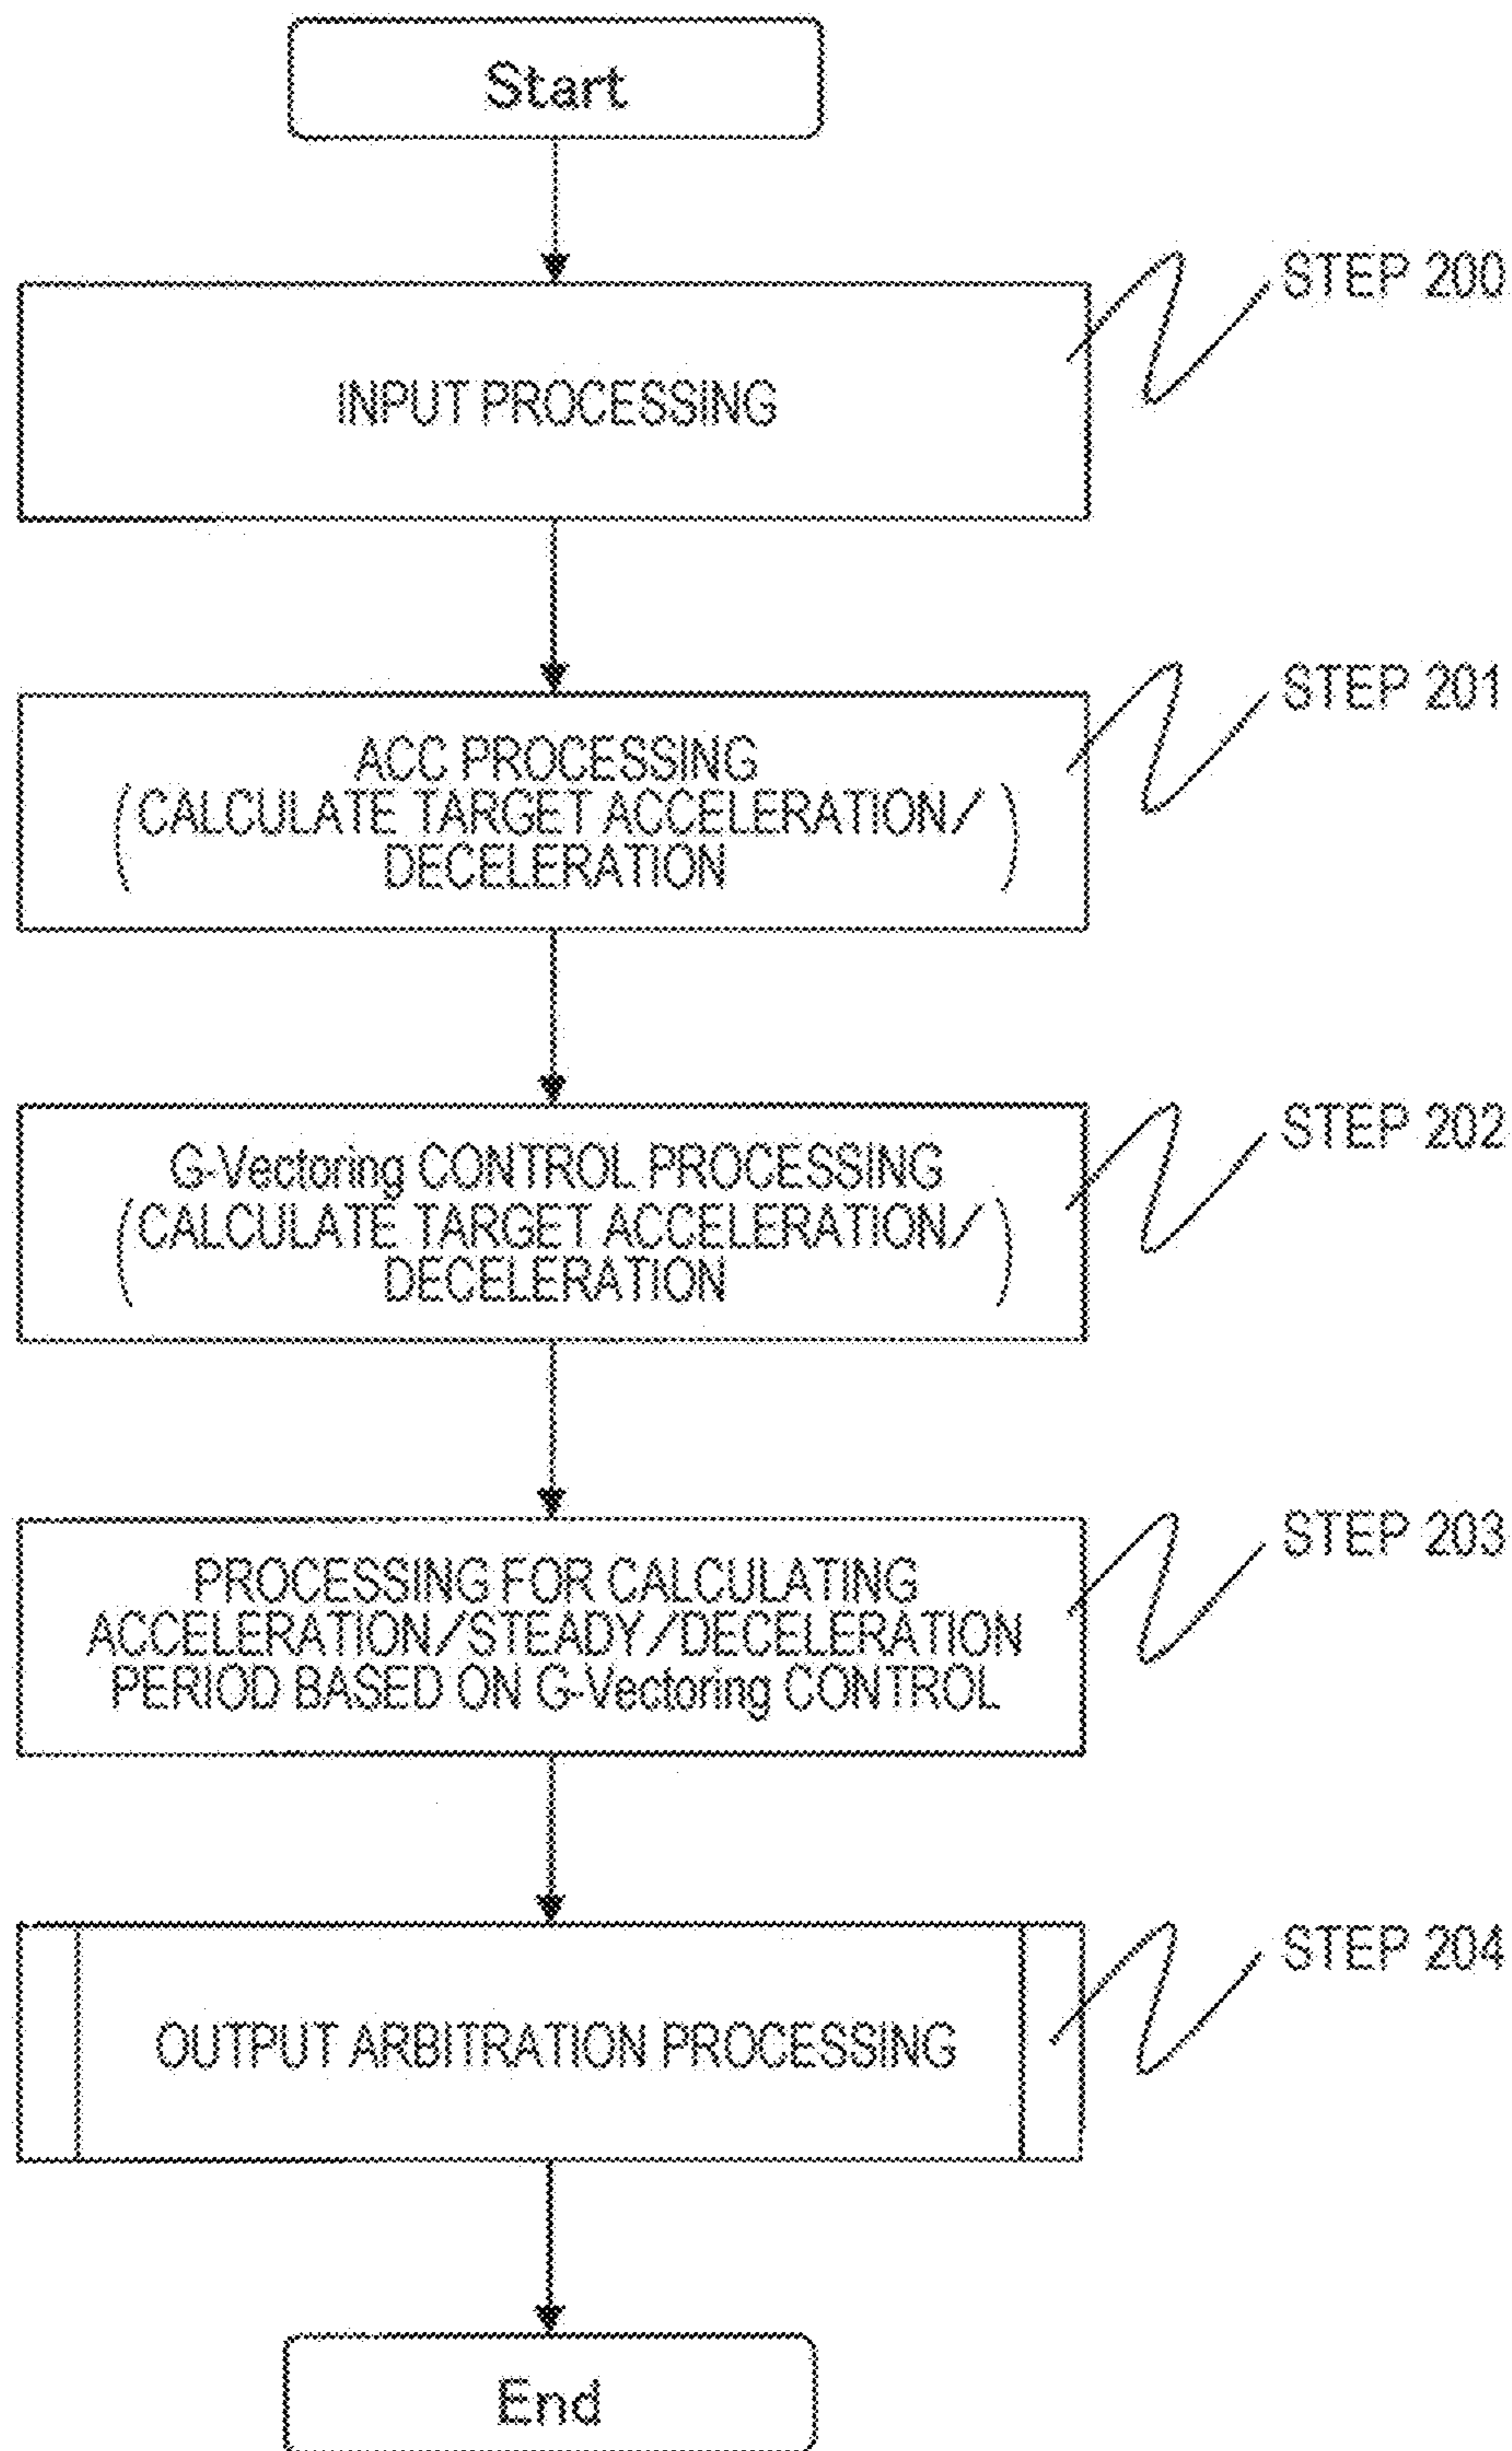 Start
STEP 200
INPUT PROCESSING
STEP 201
ACC PROCESSING
(CALCULATE TARGET ACCELERATION/
DECELERATION)
STEP 202
G-Vectoring CONTROL PROCESSING
(CALCULATE TARGET ACCELERATION/
DECELERATION)
STEP 203
PROCESSING FOR CALCULATING
ACCELERATION/STEADY/DECELERATION
PERIOD BASED ON G-Vectoring CONTROL
STEP 204
OUTPUT ARBITRATION PROCESSING
End